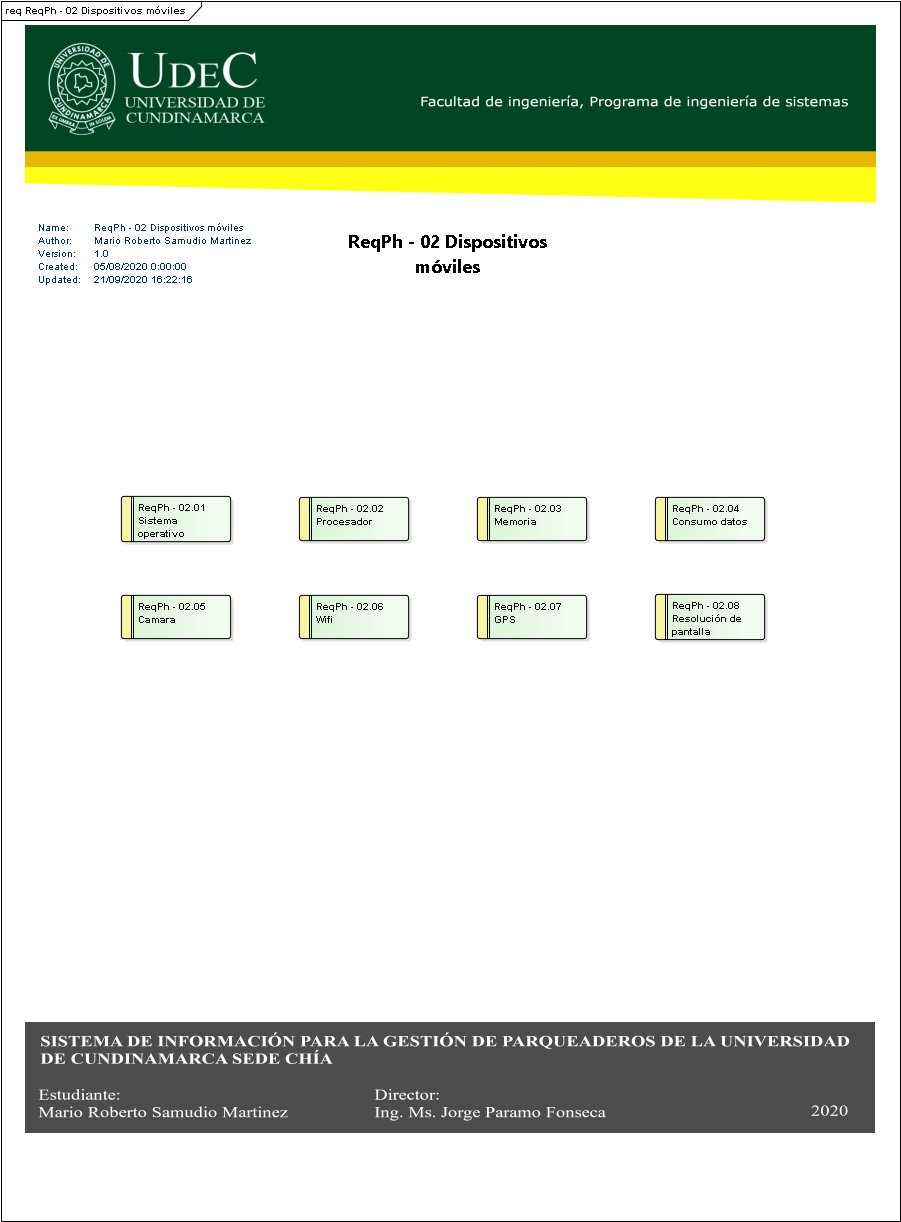 req ReqPh - 02 Dispositivos móviles
UNIVERSIDAD DE
CUNDINAMARCA
UDEC
UNIVERSIDAD DE
CUNDINAMARCA
Facultad de ingeniería, Programa de ingeniería de sistemas
Name: ReqPh - 02 Dispositivos móviles
Author: Mario Roberto Samudio Martinez
Version: 1.0
Created: 05/08/2020 0:00:00
Updated: 21/09/2020 16:22:16
ReqPh - 02 Dispositivos
móviles
ReqPh - 02.01
Sistema
operativo
ReqPh - 02.02
Procesador
ReqPh - 02.03
Memoria
ReqPh - 02.04
Consumo datos
ReqPh - 02.05
Camara
ReqPh - 02.06
Wifi
ReqPh - 02.07
GPS
ReqPh - 02.08
Resolución de
pantalla
SISTEMA DE INFORMACIÓN PARA LA GESTIÓN DE PARQUEADEROS DE LA UNIVERSIDAD
DE CUNDINAMARCA SEDE CHÍA
Estudiante:
Mario Roberto Samudio Martinez
Director:
Ing. Ms. Jorge Paramo Fonseca
2020